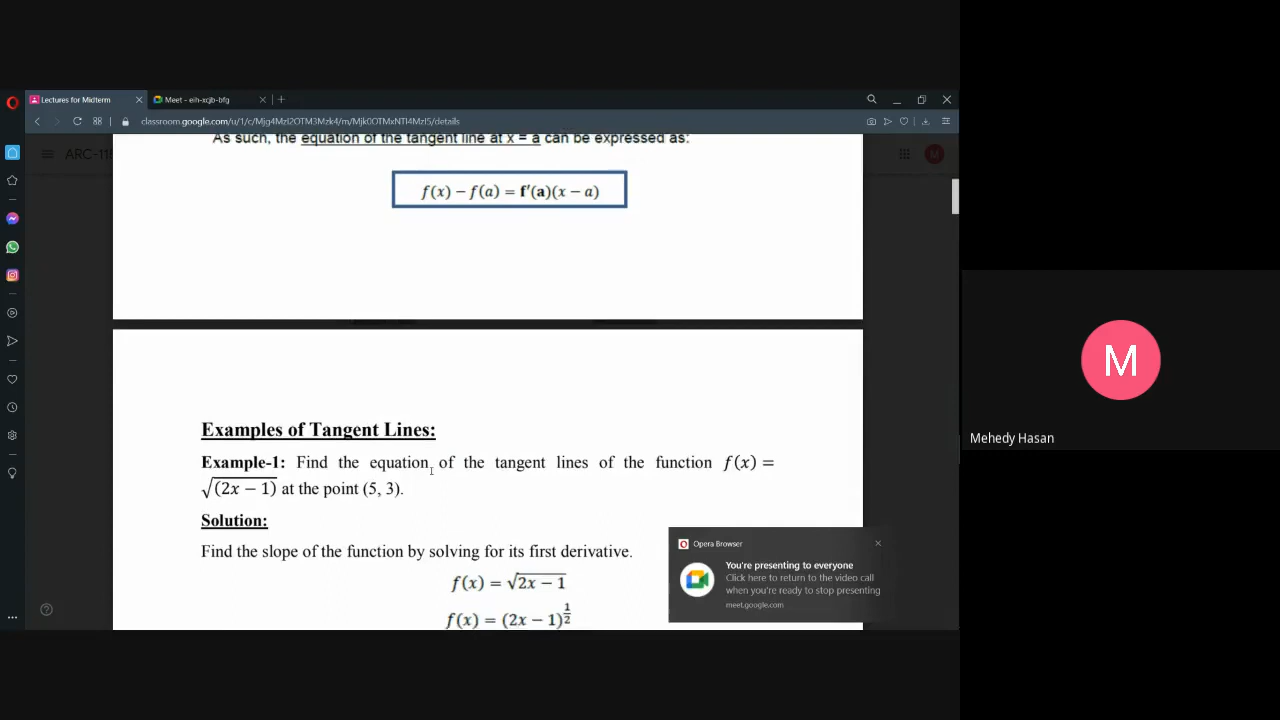 Lectures for Midterm
Meet - eih-xqjb-bfg
classroom.google.com/u/1/c/Mjg4MzI2OTM3Mzk4/m/Mjk0OTMxNTI4MzI5/details
As such, the equation of the tangent line at x = a can be expressed as:
f(x) − f(a) = f′(a)(x − a)
Examples of Tangent Lines:
Example-1: Find the equation of the tangent lines of the function f(x) =
√(2x − 1) at the point (5, 3).
Solution:
Find the slope of the function by solving for its first derivative.
f(x) = √2x − 1
f(x) = (2x − 1)^1/2
Opera Browser
You're presenting to everyone
Click here to return to the video call
when you're ready to stop presenting
meet.google.com
M
Mehedy Hasan